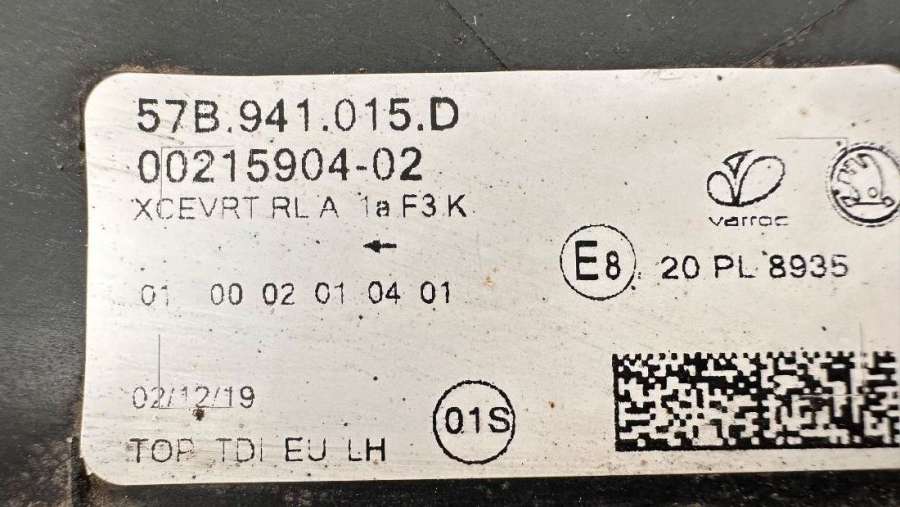 57B.941.015.D
00215904-02
XCEVRT RL A 1a F3 K
varroc
E8 20 PL 8935
01 00 02 01 04 01
02/12/19
01S
TOP TDI EU LH